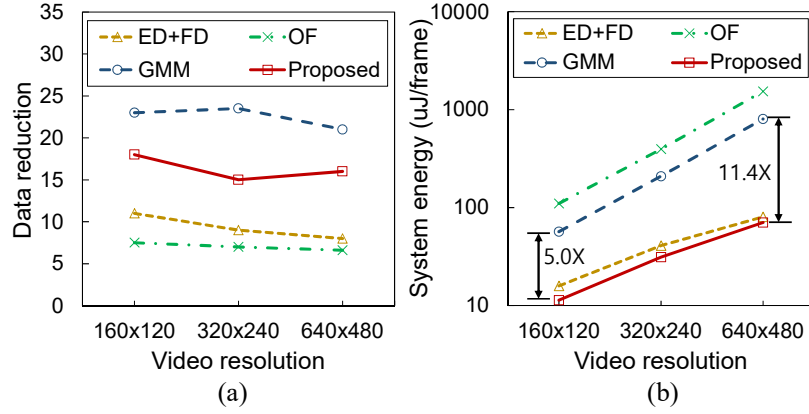 35
30
25
20
15
10
5
0
Data reduction
ED+FD
OF
GMM
Proposed
160x120
320x240
640x480
Video resolution
(a)
10000
1000
100
10
System energy (uJ/frame)
ED+FD
OF
GMM
Proposed
11.4X
5.0X
160x120
320x240
640x480
Video resolution
(b)